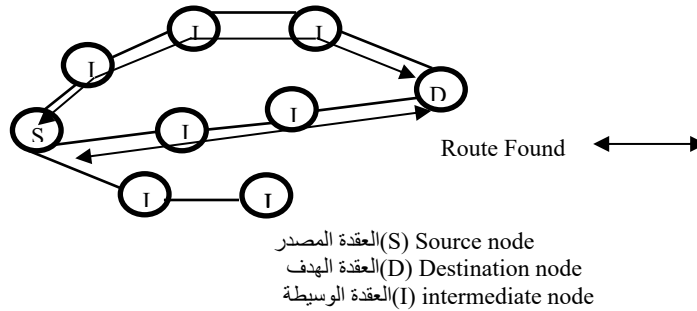 I
I
I
D
I
I
S
Route Found
I
I
العقدة المصدر(S) Source node
العقدة الهدف(D) Destination node
العقدة الوسيطة(I) intermediate node